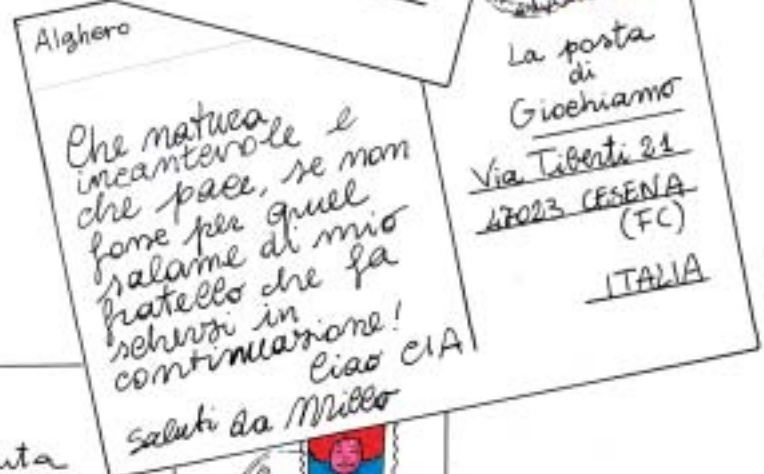 Alghero
Che natura
incantevole e
che pace, se non
fosse per quel
salame di mio
fratello che fa
scherzi in
continuazione!
Ciao CIA
Saluti da Millo
La posta
di
Giochiamo
Via Tiberti 21
47023 CESENA
(FC)
ITALIA
uta